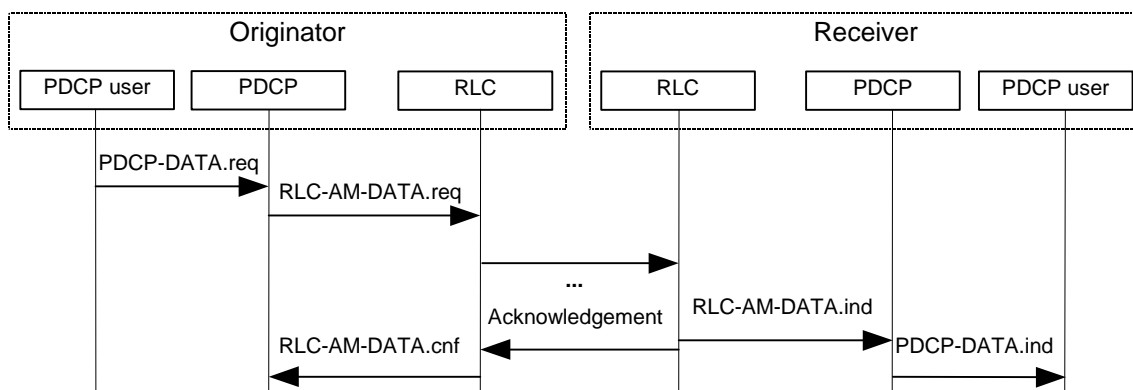 Originator Receiver
PDCP user PDCP RLC RLC PDCP PDCP user
PDCP-DATA.req
RLC-AM-DATA.req
...
RLC-AM-DATA.ind
Acknowledgement
RLC-AM-DATA.cnf PDCP-DATA.ind